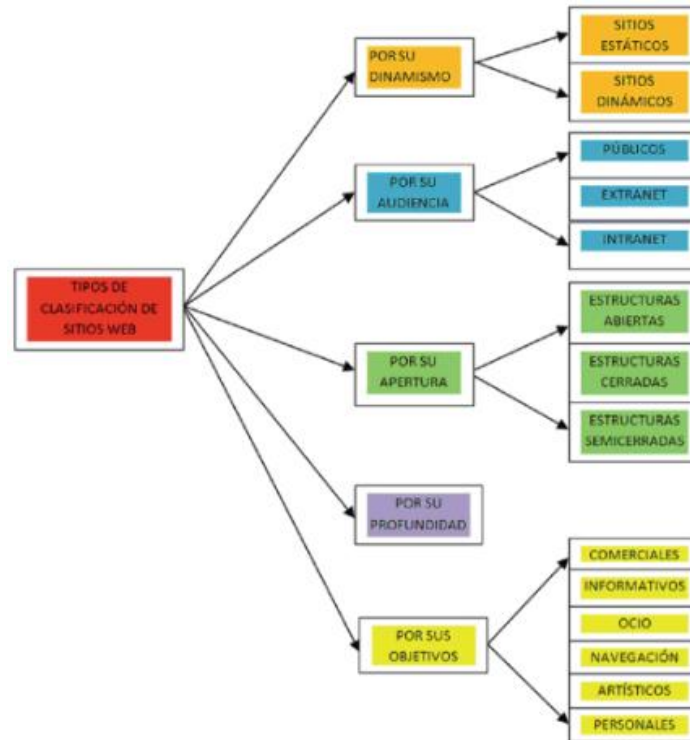 TIPOS DE
CLASIFICACIÓN DE
SITIOS WEB
POR SU
DINAMISMO
SITIOS
ESTÁTICOS
SITIOS
DINÁMICOS
POR SU
AUDIENCIA
PÚBLICOS
EXTRANET
INTRANET
POR SU
APERTURA
ESTRUCTURAS
ABIERTAS
ESTRUCTURAS
CERRADAS
ESTRUCTURAS
SEMICERRADAS
POR SU
PROFUNDIDAD
POR SUS
OBJETIVOS
COMERCIALES
INFORMATIVOS
OCIO
NAVEGACIÓN
ARTÍSTICOS
PERSONALES